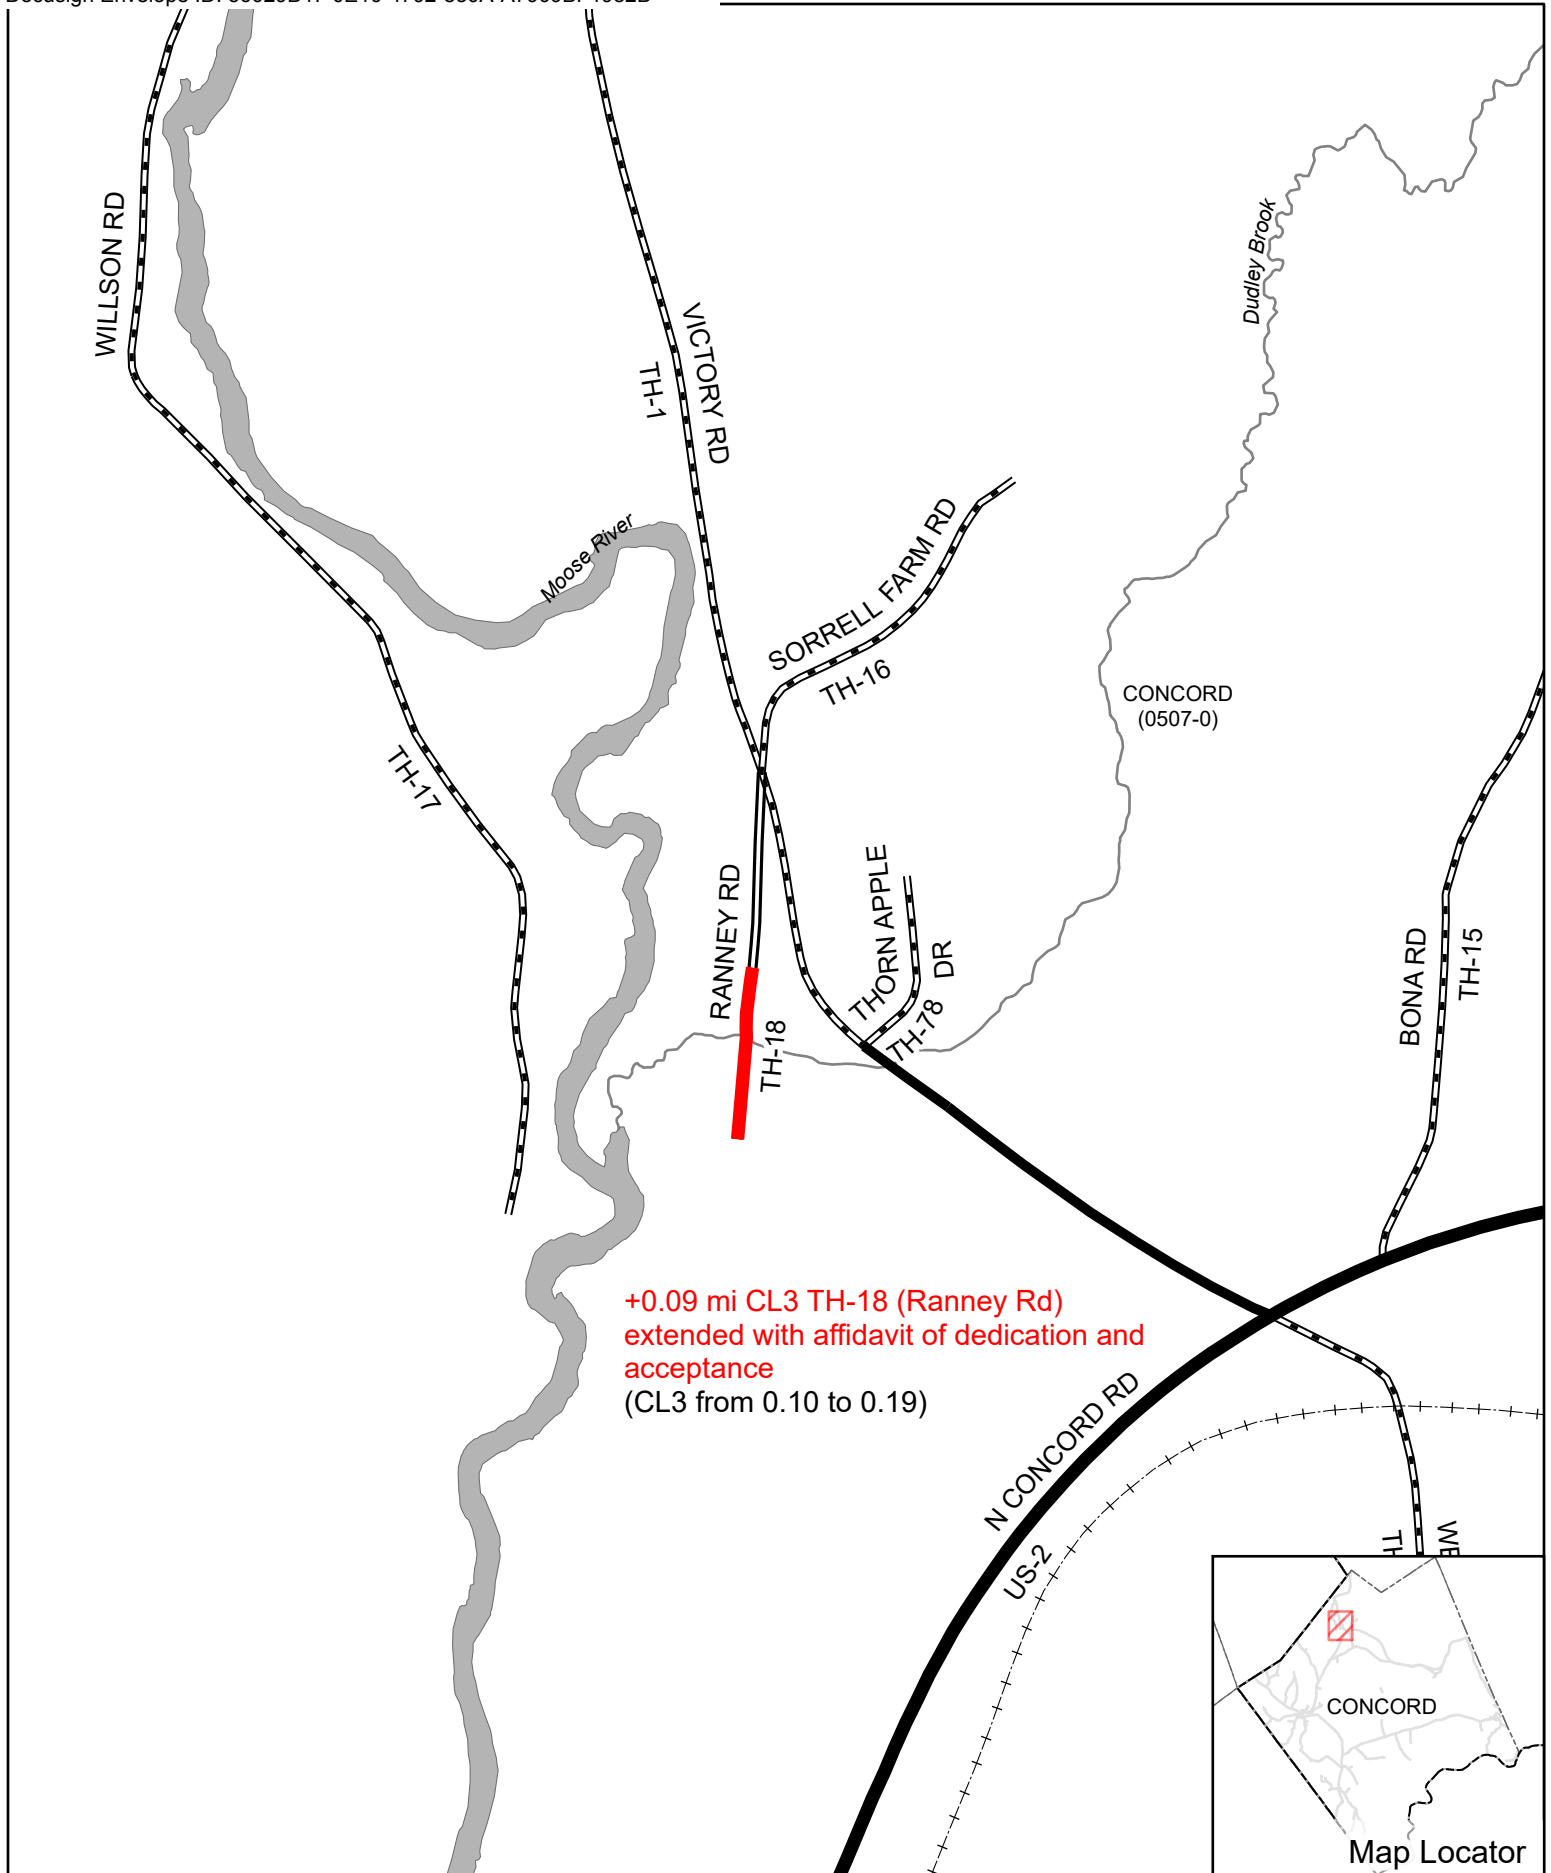 WILLSON RD
VICTORY RD
TH-1
Dudley Brook
Moose River
SORRELL FARM RD
TH-16
CONCORD
(0507-0)
TH-17
RANNEY RD
TH-18
THORN APPLE
DR
TH-78
BONA RD
TH-15
+0.09 mi CL3 TH-18 (Ranney Rd)
extended with affidavit of dedication and
acceptance
(CL3 from 0.10 to 0.19)
N CONCORD RD
US-2
CONCORD
Map Locator